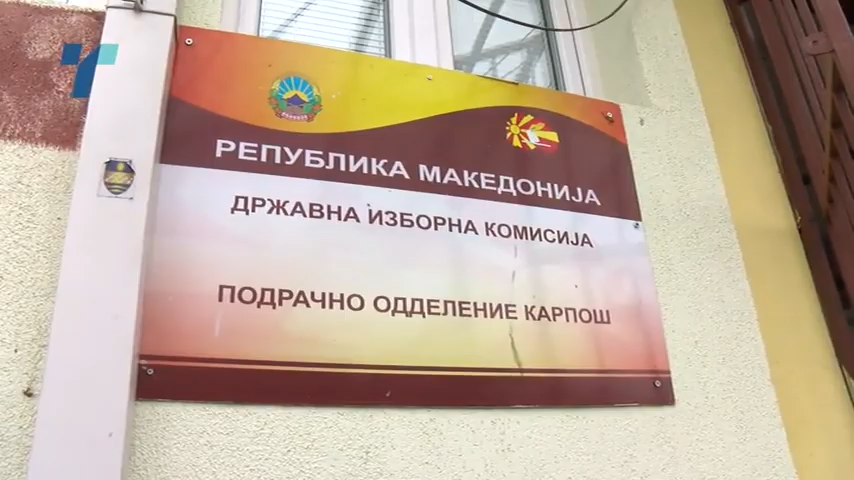 РЕПУБЛИКА МАКЕДОНИЈА
ДРЖАВНА ИЗБОРНА КОМИСИЈА
ПОДРАЧНО ОДДЕЛЕНИЕ КАРПОШ